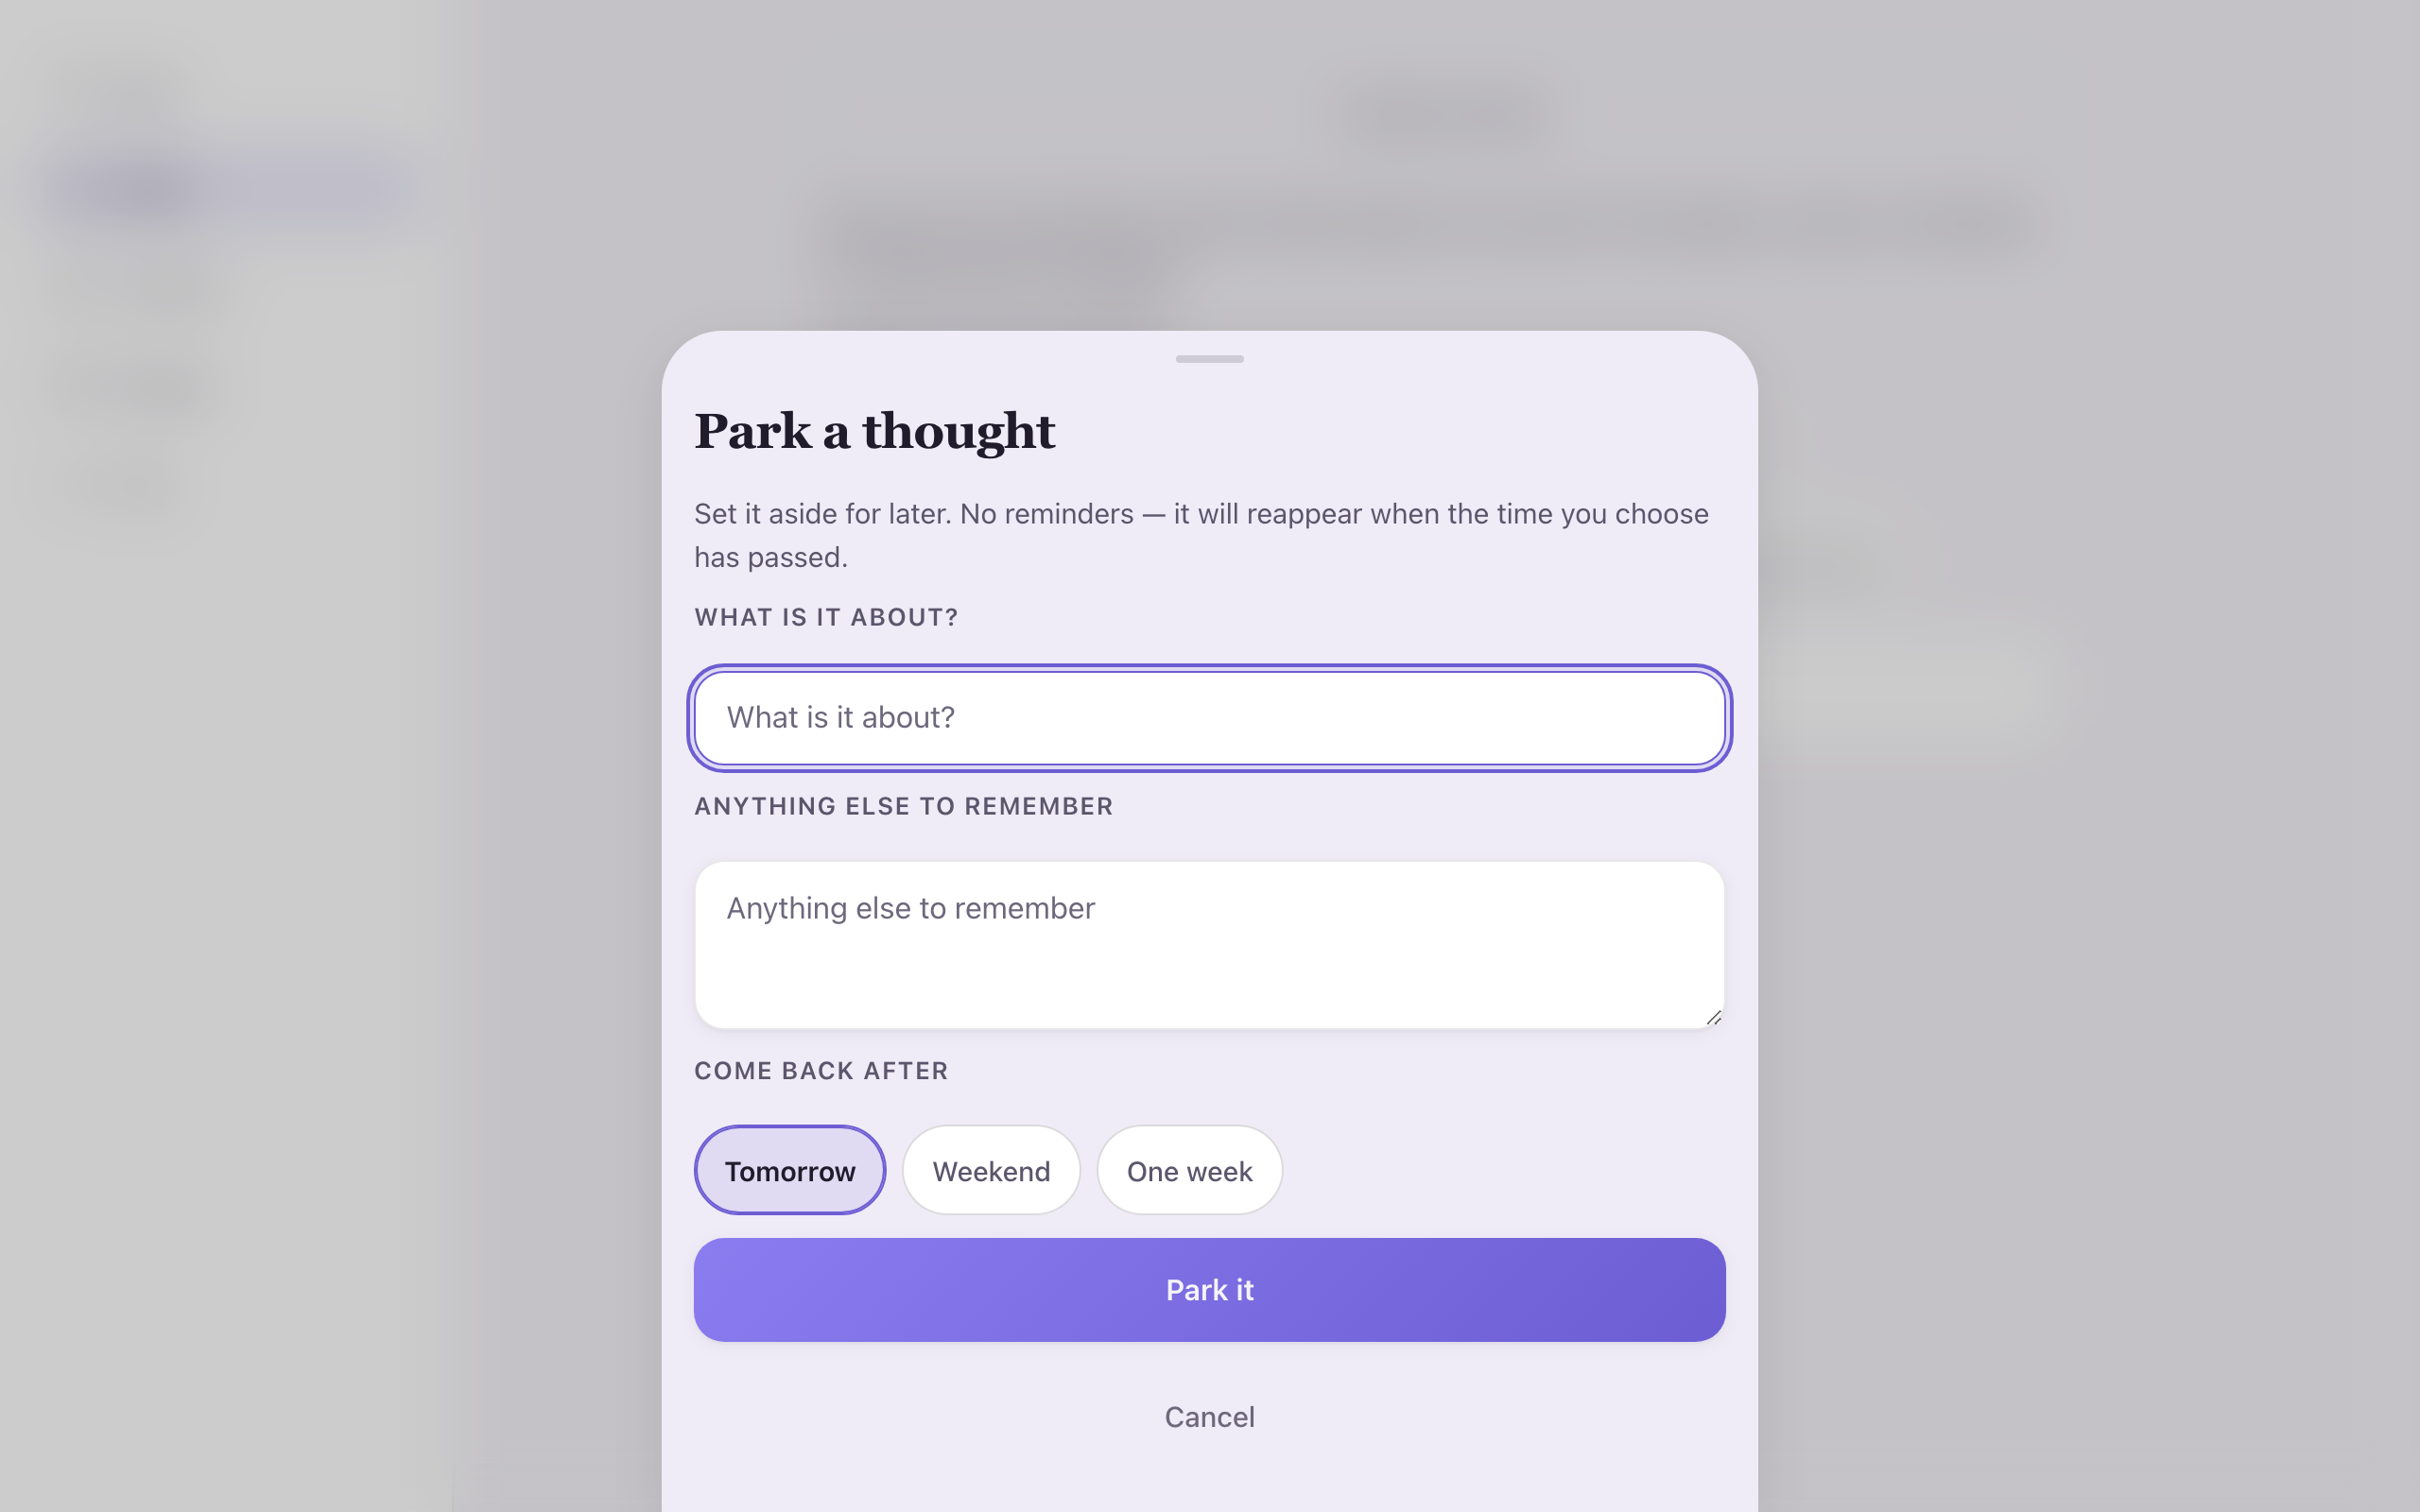 Park a thought
Set it aside for later. No reminders — it will reappear when the time you choose
has passed.
WHAT IS IT ABOUT?
What is it about?
ANYTHING ELSE TO REMEMBER
Anything else to remember
COME BACK AFTER
Tomorrow Weekend One week
Park it
Cancel